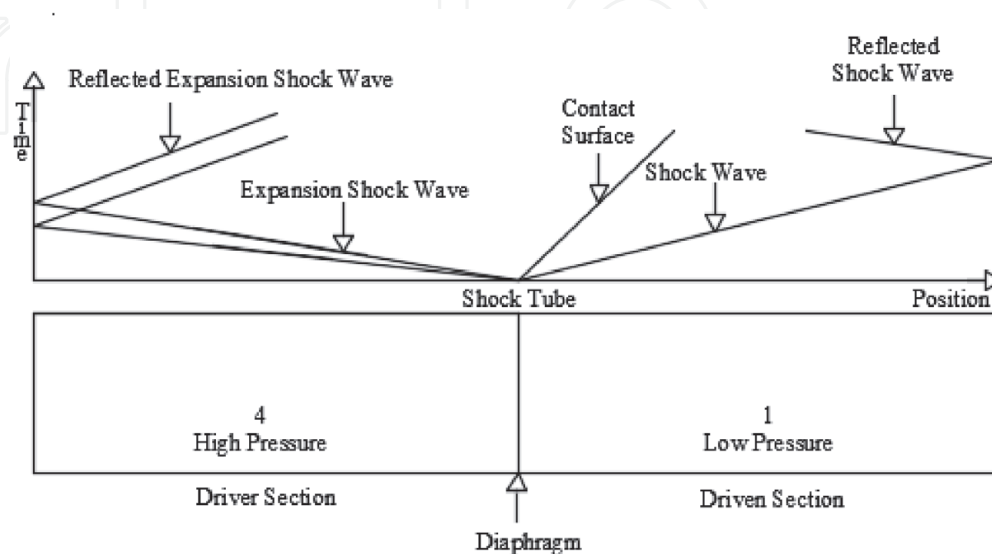 Reflected
Shock Wave
Reflected Expansion Shock Wave
Time
Contact
Surface
Shock Wave
Expansion Shock Wave
Shock Tube
Position
4
High Pressure
1
Low Pressure
Driver Section
Driven Section
Diaphragm